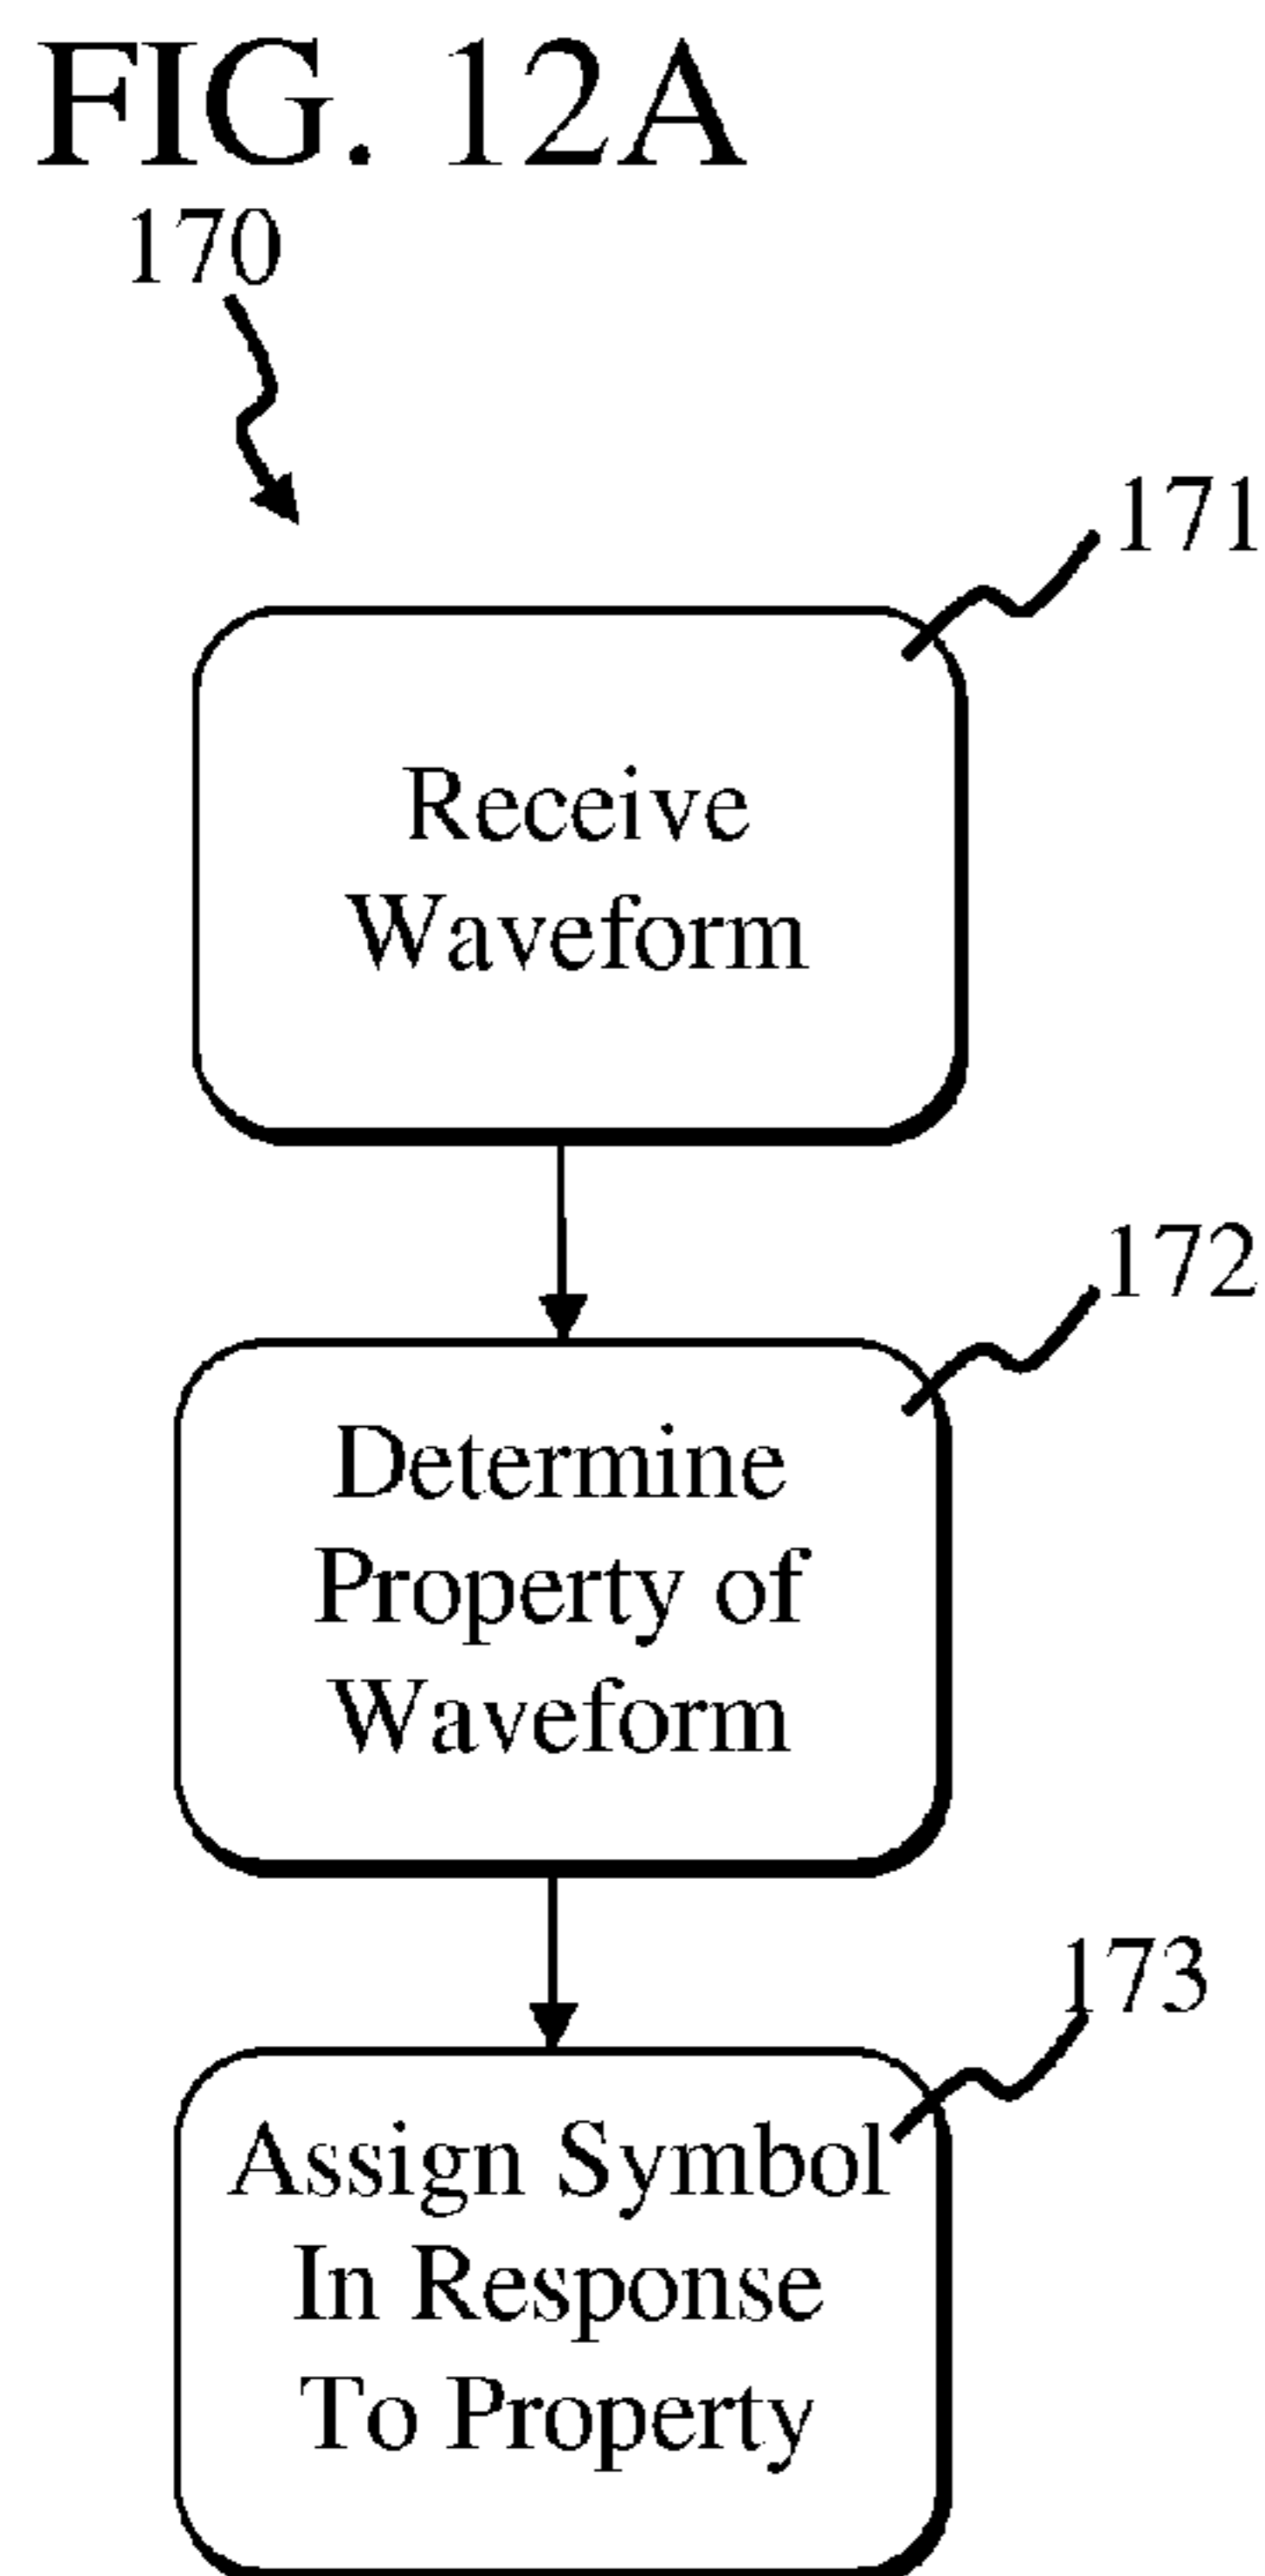 FIG. 12A
170
171
Receive
Waveform
172
Determine
Property of
Waveform
173
Assign Symbol
In Response
To Property